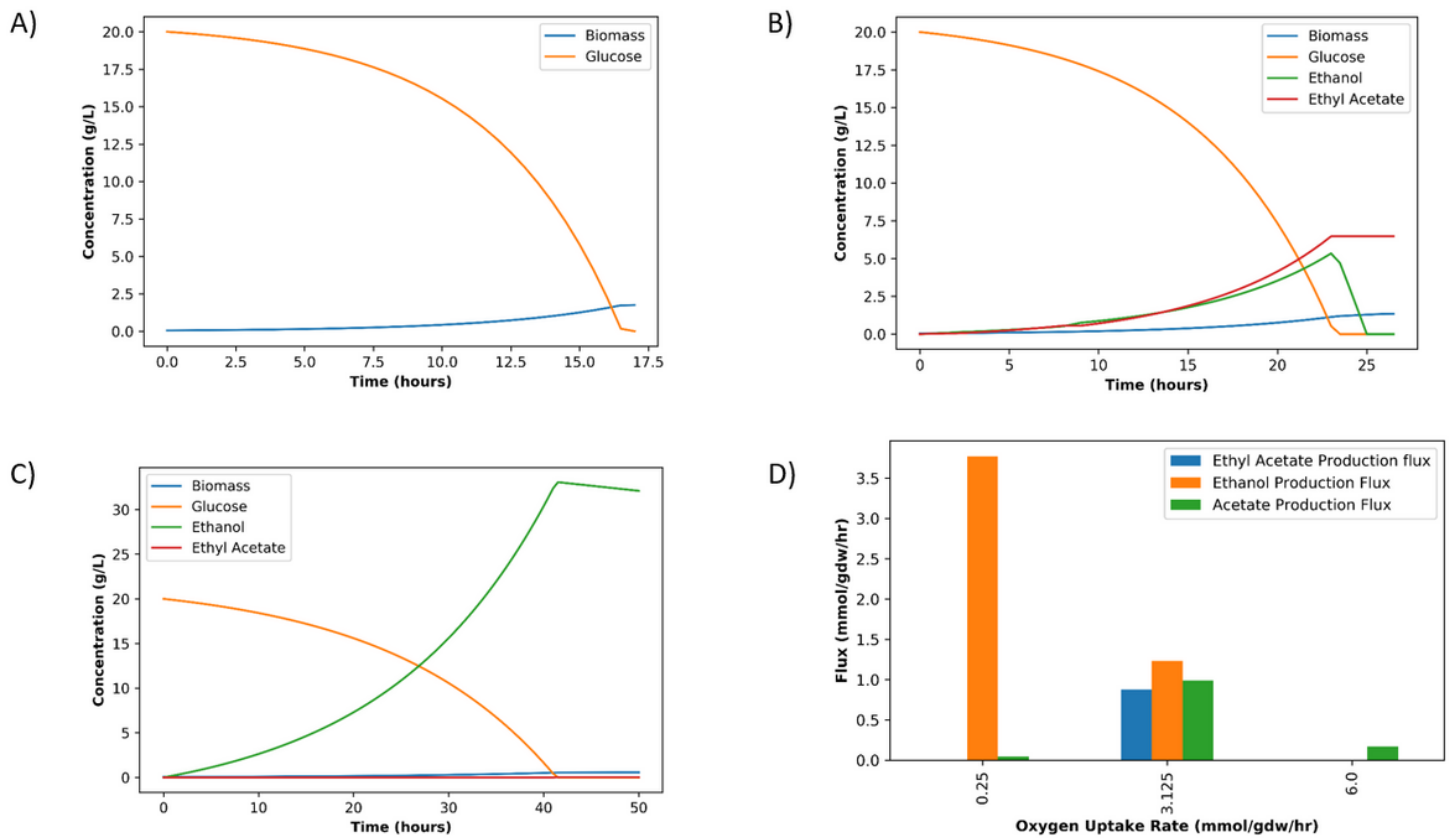 A)
Biomass
Glucose
20.0
17.5
15.0
12.5
10.0
7.5
5.0
2.5
0.0
Concentration (g/L)
0.0 2.5 5.0 7.5 10.0 12.5 15.0 17.5
Time (hours)
B)
Biomass
Glucose
Ethanol
Ethyl Acetate
20.0
17.5
15.0
12.5
10.0
7.5
5.0
2.5
0.0
Concentration (g/L)
0 5 10 15 20 25
Time (hours)
C)
Biomass
Glucose
Ethanol
Ethyl Acetate
30
25
20
15
10
5
0
Concentration (g/L)
0 10 20 30 40 50
Time (hours)
D)
Ethyl Acetate Production flux
Ethanol Production Flux
Acetate Production Flux
3.5
3.0
2.5
2.0
1.5
1.0
0.5
0.0
Flux (mmol/gdw/hr)
0.25 3.125 6.0
Oxygen Uptake Rate (mmol/gdw/hr)